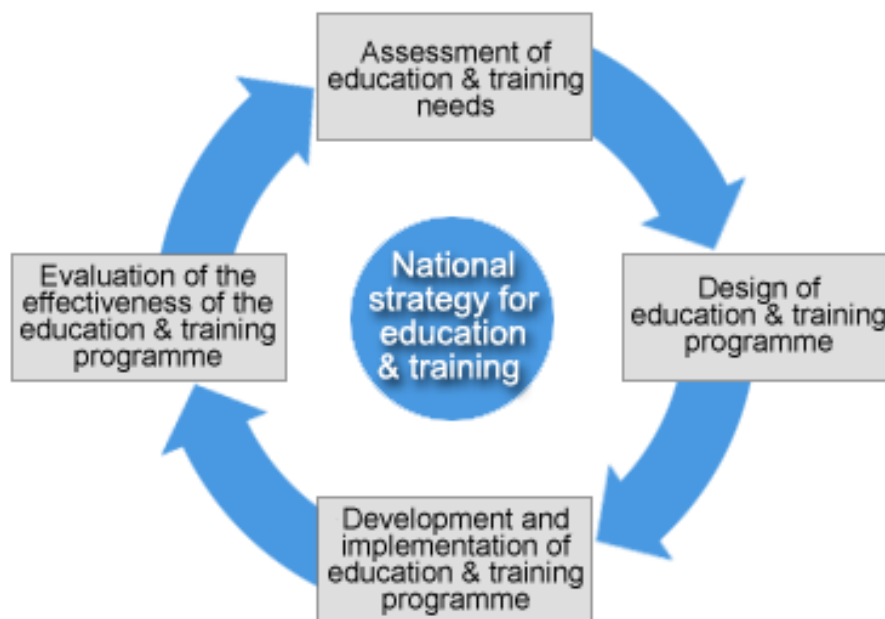 Assessment of
education & training
needs
Evaluation of the
effectiveness of the
education & training
programme
National
strategy for
education
& training
Design of
education & training
programme
Development and
implementation of
education & training
programme